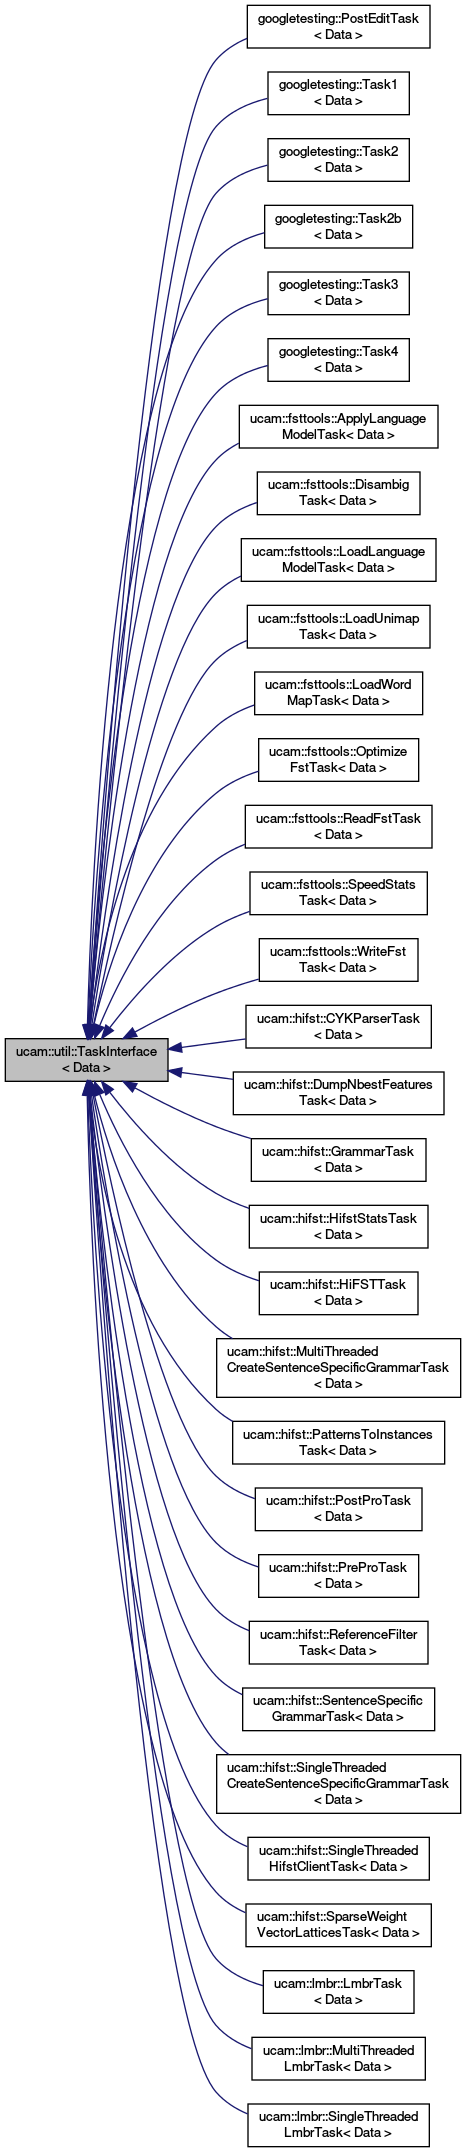 googletesting::PostEditTask
< Data >
googletesting::Task1
< Data >
googletesting::Task2
< Data >
googletesting::Task2b
< Data >
googletesting::Task3
< Data >
googletesting::Task4
< Data >
ucam::fsttools::ApplyLanguage
ModelTask< Data >
ucam::fsttools::Disambig
Task< Data >
ucam::fsttools::LoadLanguage
ModelTask< Data >
ucam::fsttools::LoadUnimap
Task< Data >
ucam::fsttools::LoadWord
MapTask< Data >
ucam::fsttools::Optimize
FstTask< Data >
ucam::fsttools::ReadFstTask
< Data >
ucam::fsttools::SpeedStats
Task< Data >
ucam::fsttools::WriteFst
Task< Data >
ucam::hifst::CYKParserTask
< Data >
ucam::util::TaskInterface
< Data >
ucam::hifst::DumpNbestFeatures
Task< Data >
ucam::hifst::GrammarTask
< Data >
ucam::hifst::HifstStatsTask
< Data >
ucam::hifst::HiFSTTask
< Data >
ucam::hifst::MultiThreaded
CreateSentenceSpecificGrammarTask
< Data >
ucam::hifst::PatternsToInstances
Task< Data >
ucam::hifst::PostProTask
< Data >
ucam::hifst::PreProTask
< Data >
ucam::hifst::ReferenceFilter
Task< Data >
ucam::hifst::SentenceSpecific
GrammarTask< Data >
ucam::hifst::SingleThreaded
CreateSentenceSpecificGrammarTask
< Data >
ucam::hifst::SingleThreaded
HifstClientTask< Data >
ucam::hifst::SparseWeight
VectorLatticesTask< Data >
ucam::lmbr::LmbrTask
< Data >
ucam::lmbr::MultiThreaded
LmbrTask< Data >
ucam::lmbr::SingleThreaded
LmbrTask< Data >